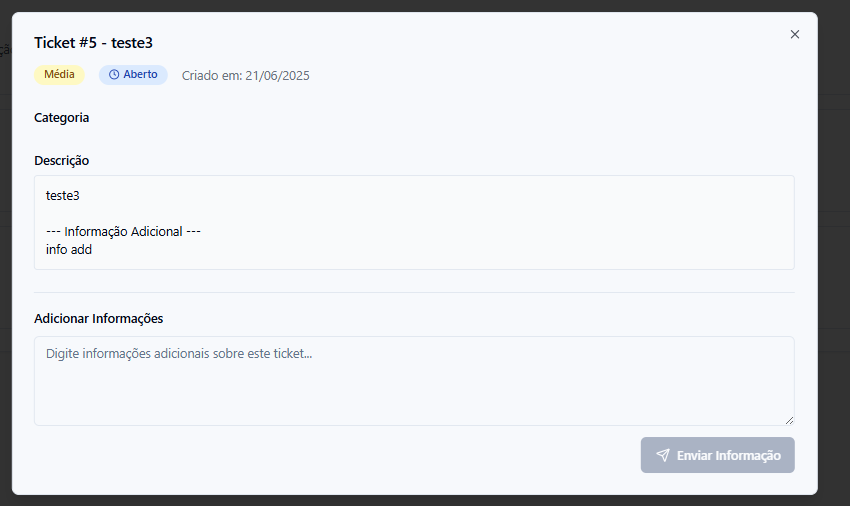 Ticket #5 - teste3
Média Aberto Criado em: 21/06/2025
Categoria
Descrição
teste3
--- Informação Adicional ---
info add
Adicionar Informações
Digite informações adicionais sobre este ticket...
Enviar Informação